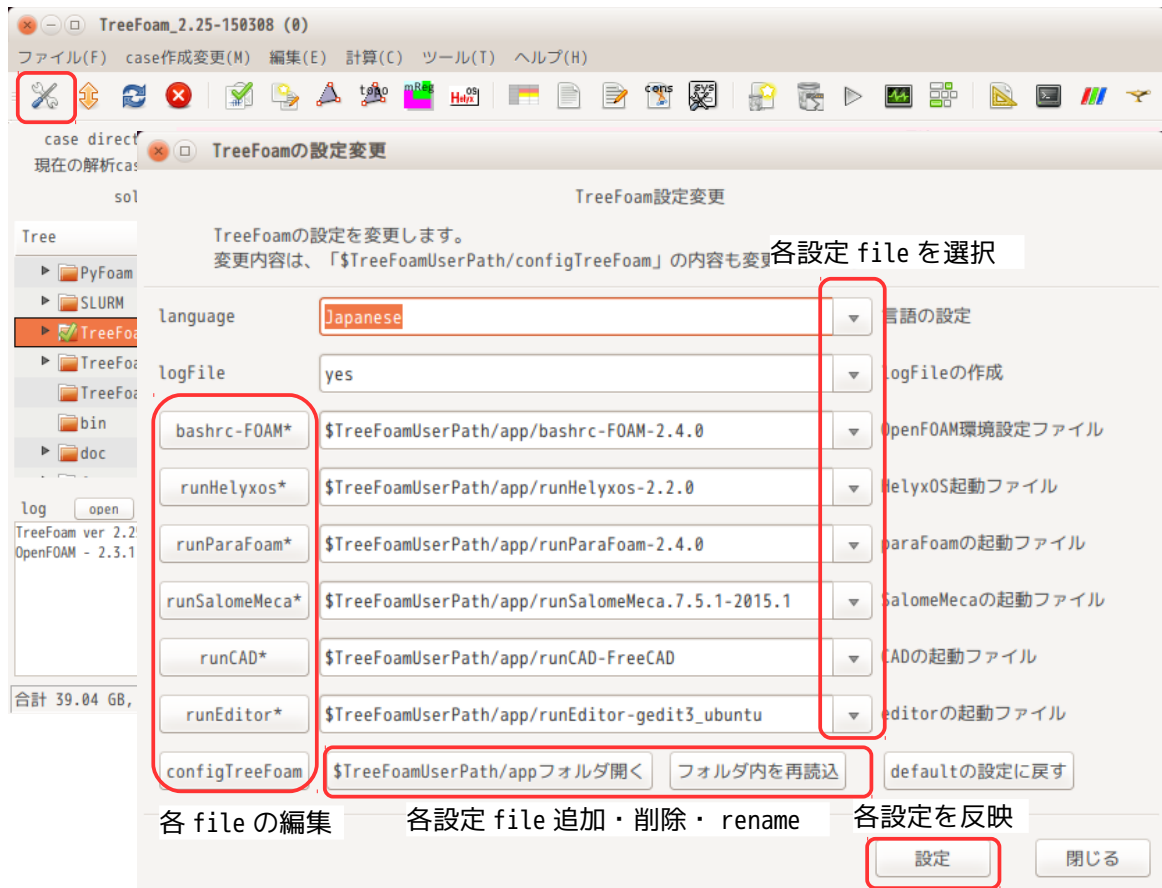 TreeFoam_2.25-150308 (0)
ファイル(F) case作成変更(M) 編集(E) 計算(C) ツール(T) ヘルプ(H)
topo mReg Helyx OS cons sys
case direct
現在の解析cas
sol
Tree
PyFoam
SLURM
TreeFoa
TreeFoa
TreeFoa
bin
doc
log open
TreeFoam ver 2.2
OpenFOAM - 2.3.1
合計 39.04 GB,
TreeFoamの設定変更
TreeFoam設定変更
TreeFoamの設定を変更します。
変更内容は、「$TreeFoamUserPath/configTreeFoam」の内容も変更
各設定 file を選択
language Japanese 言語の設定
logFile yes logFileの作成
bashrc-FOAM* $TreeFoamUserPath/app/bashrc-FOAM-2.4.0 OpenFOAM環境設定ファイル
runHelyxos* $TreeFoamUserPath/app/runHelyxos-2.2.0 HelyxOS起動ファイル
runParaFoam* $TreeFoamUserPath/app/runParaFoam-2.4.0 paraFoamの起動ファイル
runSalomeMeca* $TreeFoamUserPath/app/runSalomeMeca.7.5.1-2015.1 SalomeMecaの起動ファイル
runCAD* $TreeFoamUserPath/app/runCAD-FreeCAD CADの起動ファイル
runEditor* $TreeFoamUserPath/app/runEditor-gedit3_ubuntu editorの起動ファイル
configTreeFoam $TreeFoamUserPath/appフォルダ開く フォルダ内を再読込 defaultの設定に戻す
各 file の編集 各設定 file 追加・削除・ rename 各設定を反映
設定 閉じる